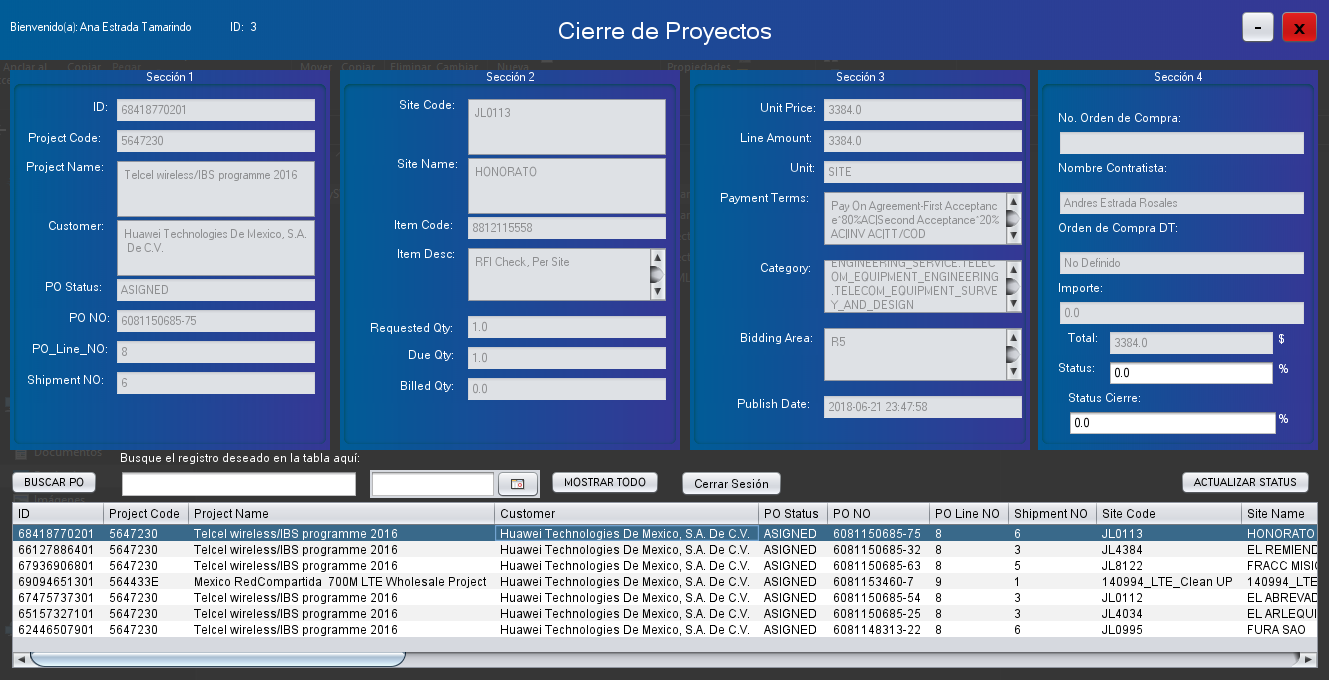 Bienvenido(a): Ana Estrada Tamarindo ID: 3
Cierre de Proyectos
- x
Sección 1
ID: 68418770201
Project Code: 5647230
Project Name: Telcel wireless/IBS programme 2016
Customer: Huawei Technologies De Mexico, S.A.
De C.V.
PO Status: ASIGNED
PO NO: 6081150685-75
PO_Line_NO: 8
Shipment NO: 6
Sección 2
Site Code: JL0113
Site Name: HONORATO
Item Code: 8812115558
Item Desc: RFI Check, Per Site
Requested Qty: 1.0
Due Qty: 1.0
Billed Qty: 0.0
Sección 3
Unit Price: 3384.0
Line Amount: 3384.0
Unit: SITE
Payment Terms: Pay On Agreement-First Acceptanc
e*80%AC|Second Acceptance*20%
AC|INV AC|TT/COD
Category: ENGINEERING_SERVICE.TELEC
OM_EQUIPMENT_ENGINEERING
.TELECOM_EQUIPMENT_SURVE
Y_AND_DESIGN
Bidding Area: R5
Publish Date: 2018-06-21 23:47:58
Sección 4
No. Orden de Compra:
Nombre Contratista:
Andres Estrada Rosales
Orden de Compra DT:
No Definido
Importe:
0.0
Total: 3384.0 $
Status: 0.0 %
Status Cierre:
0.0 %
Documentos
Busque el registro deseado en la tabla aquí:
BUSCAR PO MOSTRAR TODO Cerrar Sesión ACTUALIZAR STATUS
Imágenes
ID Project Code Project Name Customer PO Status PO NO PO Line NO Shipment NO Site Code Site Name
68418770201 5647230 Telcel wireless/IBS programme 2016 Huawei Technologies De Mexico, S.A. De C.V. ASIGNED 6081150685-75 8 6 JL0113 HONORATO
66127886401 5647230 Telcel wireless/IBS programme 2016 Huawei Technologies De Mexico, S.A. De C.V. ASIGNED 6081150685-32 8 3 JL4384 EL REMIEND
67936906801 5647230 Telcel wireless/IBS programme 2016 Huawei Technologies De Mexico, S.A. De C.V. ASIGNED 6081150685-63 8 5 JL8122 FRACC MISI
69094651301 564433E Mexico RedCompartida 700M LTE Wholesale Project Huawei Technologies De Mexico, S.A. De C.V. ASIGNED 6081153460-7 9 1 140994_LTE_Clean UP 140994_LTE
67475737301 5647230 Telcel wireless/IBS programme 2016 Huawei Technologies De Mexico, S.A. De C.V. ASIGNED 6081150685-54 8 3 JL0112 EL ABREVAD
65157327101 5647230 Telcel wireless/IBS programme 2016 Huawei Technologies De Mexico, S.A. De C.V. ASIGNED 6081150685-25 8 3 JL4034 EL ARLEQUI
62446507901 5647230 Telcel wireless/IBS programme 2016 Huawei Technologies De Mexico, S.A. De C.V. ASIGNED 6081148313-22 8 6 JL0995 FURA SAO